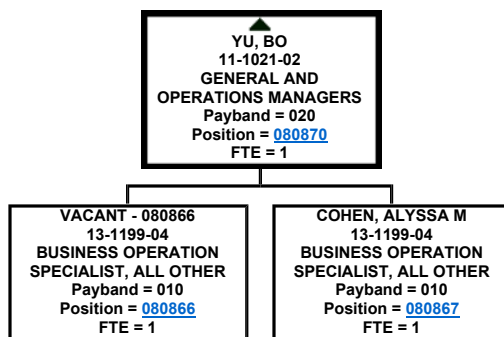 YU, BO
11-1021-02
GENERAL AND
OPERATIONS MANAGERS
Payband = 020
Position = 080870
FTE = 1
VACANT - 080866
13-1199-04
BUSINESS OPERATION
SPECIALIST, ALL OTHER
Payband = 010
Position = 080866
FTE = 1
COHEN, ALYSSA M
13-1199-04
BUSINESS OPERATION
SPECIALIST, ALL OTHER
Payband = 010
Position = 080867
FTE = 1